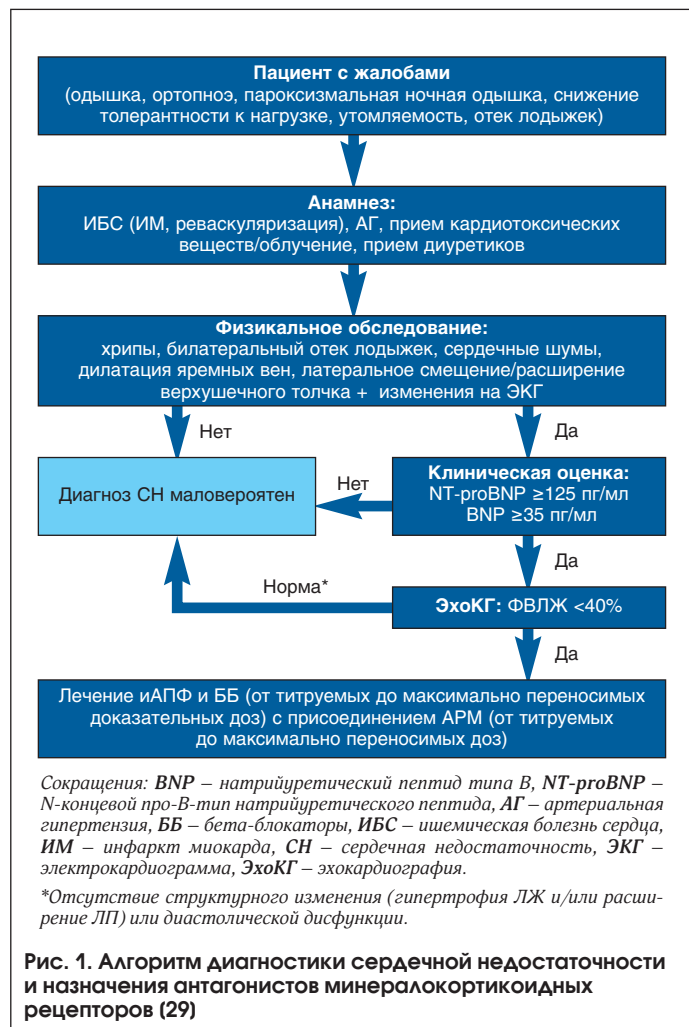 Пациент с жалобами
(одышка, ортопноэ, пароксизмальная ночная одышка, снижение
толерантности к нагрузке, утомляемость, отек лодыжек)
Анамнез:
ИБС (ИМ, реваскуляризация), АГ, прием кардиотоксических
веществ/облучение, прием диуретиков
Физикальное обследование:
хрипы, билатеральный отек лодыжек, сердечные шумы,
дилатация яремных вен, латеральное смещение/расширение
верхушечного толчка + изменения на ЭКГ
Нет
Да
Диагноз СН маловероятен
Нет
Клиническая оценка:
NT-proBNP ≥125 пг/мл
BNP ≥35 пг/мл
Да
Норма*
ЭхоКГ: ФВЛЖ <40%
Да
Лечение иАПФ и ББ (от титруемых до максимально переносимых
доказательных доз) с присоединением АРМ (от титруемых
до максимально переносимых доз)
Сокращения: BNP – натрийуретический пептид типа B, NT-proBNP –
N-концевой про-B-тип натрийуретического пептида, АГ – артериальная
гипертензия, ББ – бета-блокаторы, ИБС – ишемическая болезнь сердца,
ИМ – инфаркт миокарда, СН – сердечная недостаточность, ЭКГ –
электрокардиограмма, ЭхоКГ – эхокардиография.
*Отсутствие структурного изменения (гипертрофия ЛЖ и/или расши-
рение ЛП) или диастолической дисфункции.
Рис. 1. Алгоритм диагностики сердечной недостаточности
и назначения антагонистов минералокортикоидных
рецепторов (29)